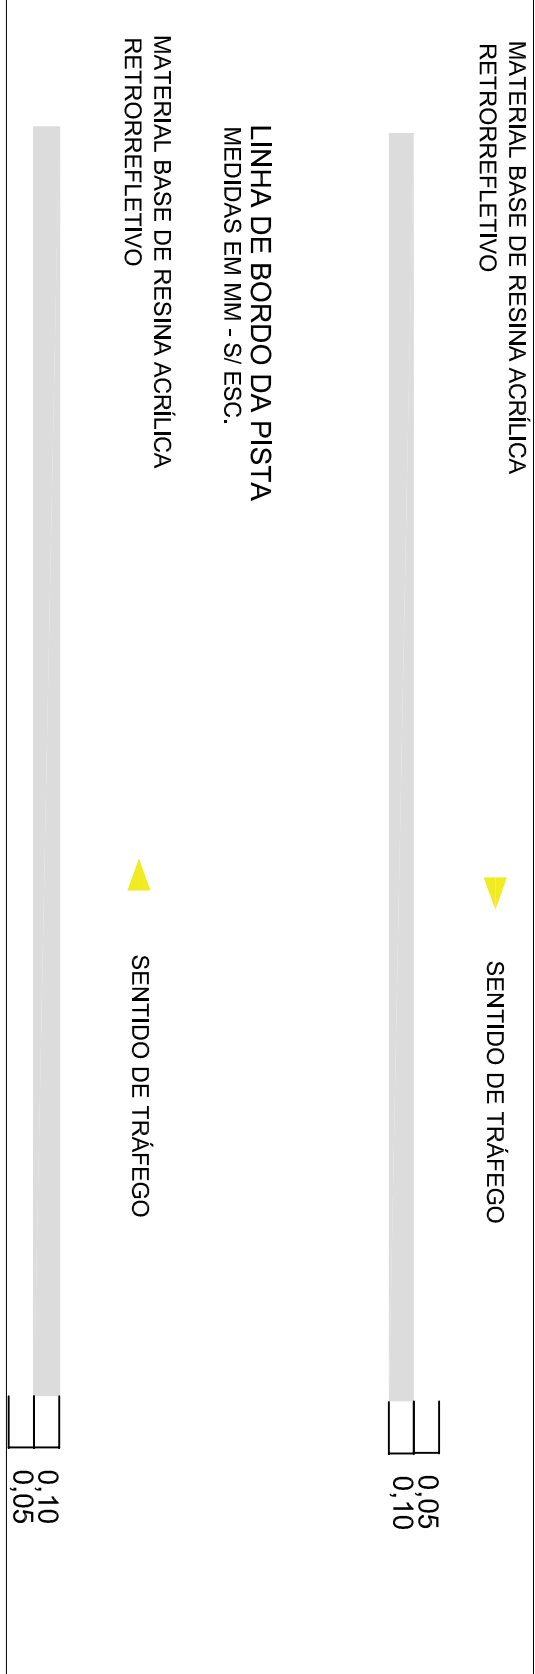 MATERIAL BASE DE RESINA ACRÍLICA
RETRORREFLETIVO
SENTIDO DE TRÁFEGO
0,05
0,10
LINHA DE BORDO DA PISTA
MEDIDAS EM MM - S/ ESC.
MATERIAL BASE DE RESINA ACRÍLICA
RETRORREFLETIVO
SENTIDO DE TRÁFEGO
0,10
0,05